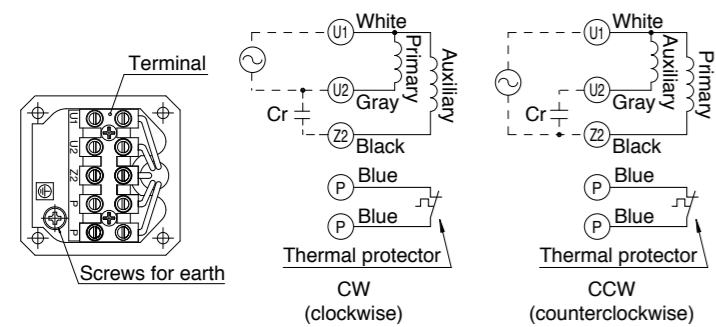 Terminal
U1
U2
Z2
P
P
Screws for earth
U1
White
Primary
Auxiliary
U2
Gray
Cr
Z2
Black
P
Blue
P
Blue
Thermal protector
CW
(clockwise)
U1
White
Auxiliary
Primary
U2
Gray
Cr
Z2
Black
P
Blue
P
Blue
Thermal protector
CCW
(counterclockwise)